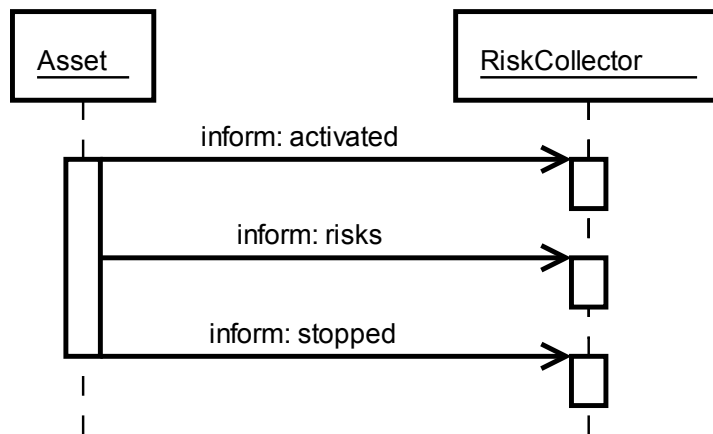 Asset
RiskCollector
inform: activated
inform: risks
inform: stopped